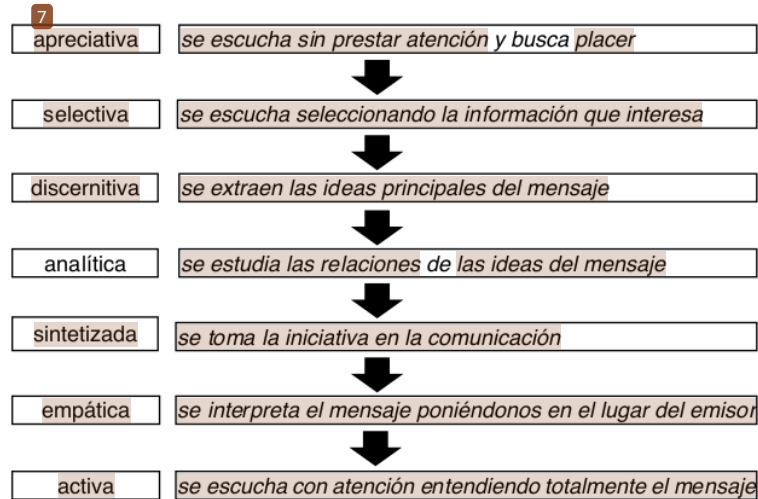 7
apreciativa se escucha sin prestar atención y busca placer
selectiva se escucha seleccionando la información que interesa
discernitiva se extraen las ideas principales del mensaje
analítica se estudia las relaciones de las ideas del mensaje
sintetizada se toma la iniciativa en la comunicación
empática se interpreta el mensaje poniéndonos en el lugar del emisor
activa se escucha con atención entendiendo totalmente el mensaje